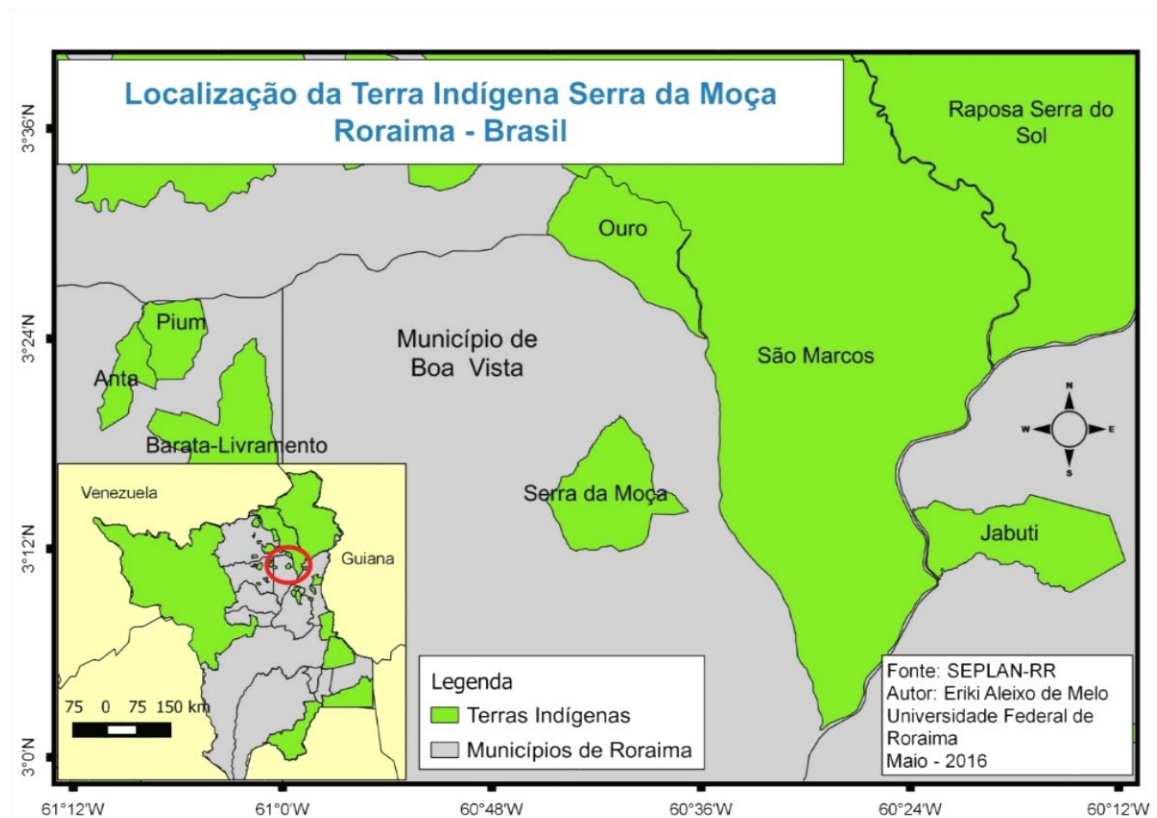 Localização da Terra Indígena Serra da Moça
Roraima - Brasil
3°36'N
3°24'N
3°12'N
3°0'N
Raposa Serra do
Sol
Ouro
Pium
Município de
Boa Vista
São Marcos
Anta
Barata-Livramento
N
W
E
S
Serra da Moça
Jabuti
Venezuela
Guiana
75 0 75 150 km
Legenda
Terras Indígenas
Municípios de Roraima
Fonte: SEPLAN-RR
Autor: Eriki Aleixo de Melo
Universidade Federal de
Roraima
Maio - 2016
61°12'W 61°0'W 60°48'W 60°36'W 60°24'W 60°12'W